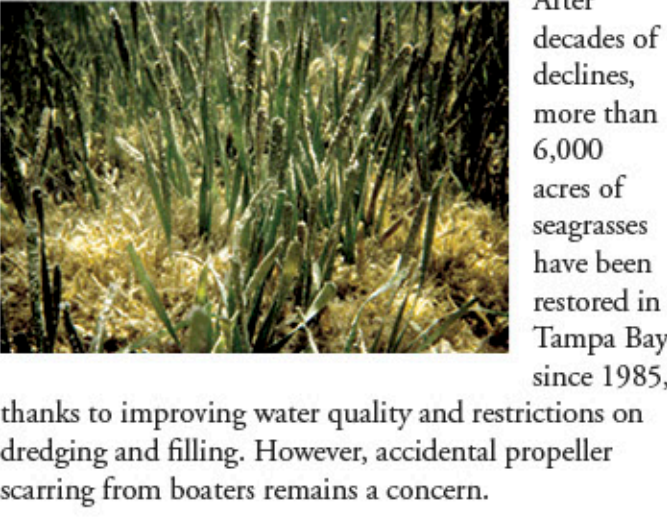 After
decades of
declines,
more than
6,000
acres of
seagrasses
have been
restored in
Tampa Bay
since 1985,
thanks to improving water quality and restrictions on
dredging and filling. However, accidental propeller
scarring from boaters remains a concern.